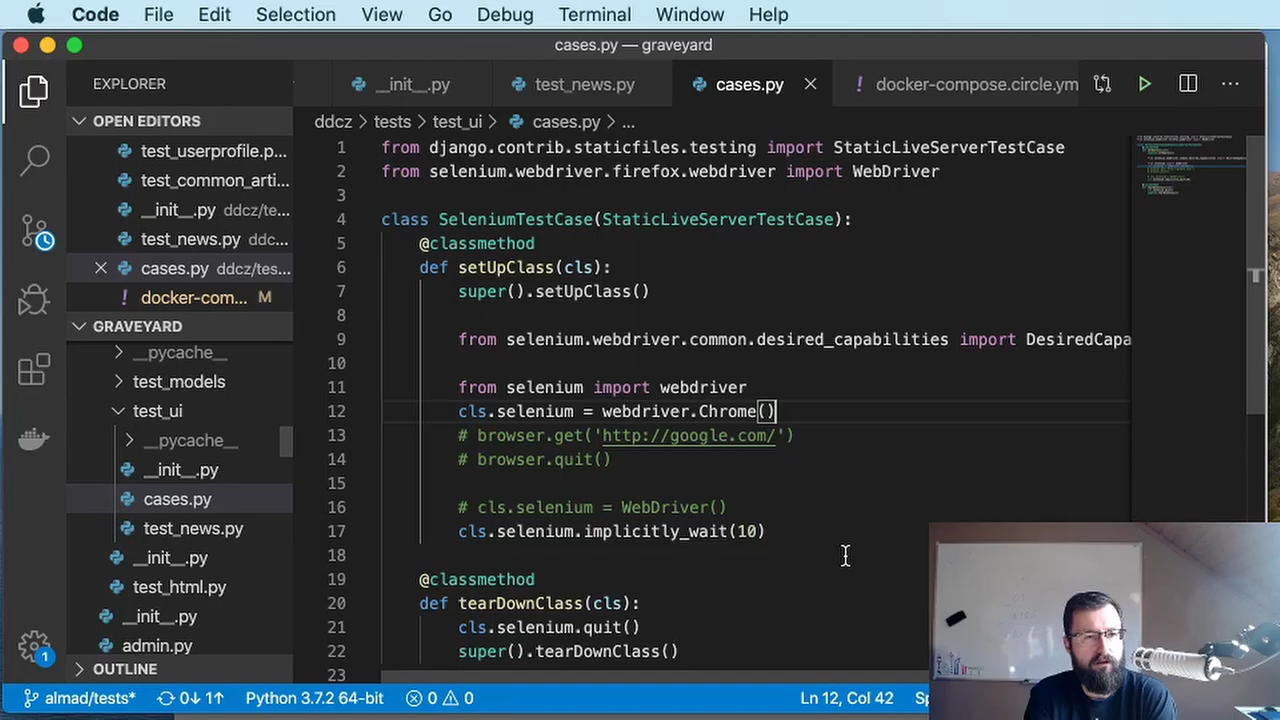 Code File Edit Selection View Go Debug Terminal Window Help
cases.py — graveyard
EXPLORER
__init__.py
test_news.py
cases.py
! docker-compose.circle.ym
OPEN EDITORS
test_userprofile.p...
test_common_arti...
__init__.py ddcz/te...
test_news.py ddc...
cases.py ddcz/tes...
! docker-com... M
GRAVEYARD
__pycache__
test_models
test_ui
__pycache__
__init__.py
cases.py
test_news.py
__init__.py
test_html.py
__init__.py
admin.py
OUTLINE
ddcz > tests > test_ui > cases.py > ...
1 from django.contrib.staticfiles.testing import StaticLiveServerTestCase
2 from selenium.webdriver.firefox.webdriver import WebDriver
3
4 class SeleniumTestCase(StaticLiveServerTestCase):
5 @classmethod
6 def setUpClass(cls):
7 super().setUpClass()
8
9 from selenium.webdriver.common.desired_capabilities import DesiredCapa
10
11 from selenium import webdriver
12 cls.selenium = webdriver.Chrome()
13 # browser.get('http://google.com/')
14 # browser.quit()
15
16 # cls.selenium = WebDriver()
17 cls.selenium.implicitly_wait(10)
18
19 @classmethod
20 def tearDownClass(cls):
21 cls.selenium.quit()
22 super().tearDownClass()
23
1
almad/tests* 0↓ 1↑ Python 3.7.2 64-bit 0 0 Ln 12, Col 42 Sp